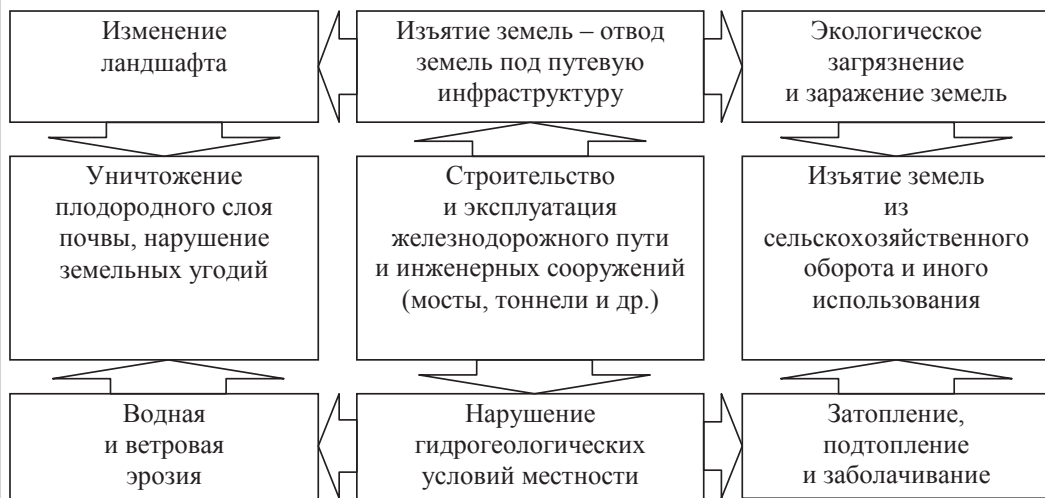 Изменение
ландшафта
Изъятие земель – отвод
земель под путевую
инфраструктуру
Экологическое
загрязнение
и заражение земель
Уничтожение
плодородного слоя
почвы, нарушение
земельных угодий
Строительство
и эксплуатация
железнодорожного пути
и инженерных сооружений
(мосты, тоннели и др.)
Изъятие земель
из
сельскохозяйственного
оборота и иного
использования
Водная
и ветровая
эрозия
Нарушение
гидрогеологических
условий местности
Затопление,
подтопление
и заболачивание